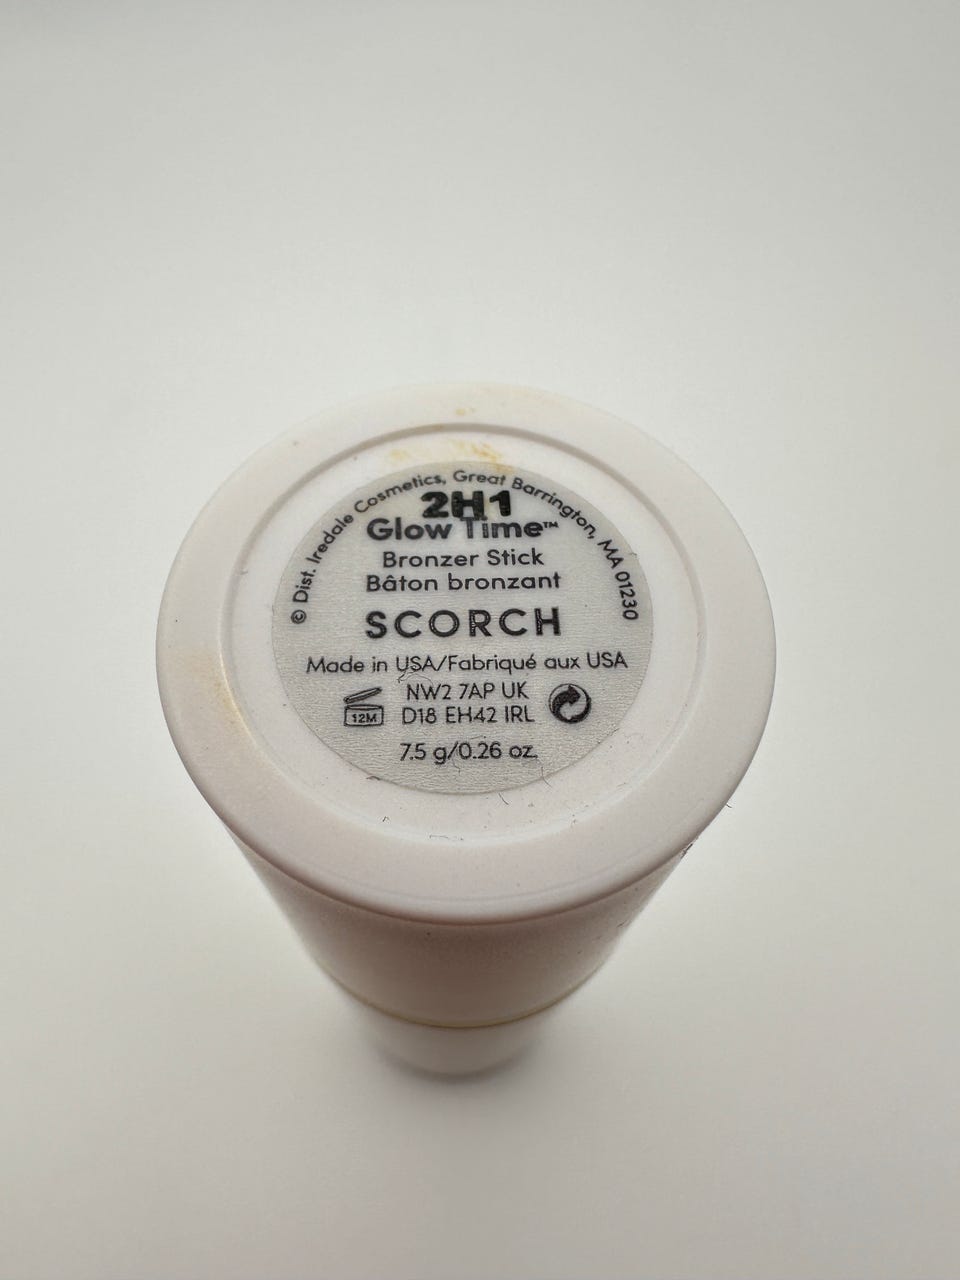 © Dist. Iredale Cosmetics, Great Barrington, MA 01230
2H1
Glow Time™
Bronzer Stick
Bâton bronzant
SCORCH
Made in USA/Fabriqué aux USA
12M
NW2 7AP UK
D18 EH42 IRL
7.5 g/0.26 oz.